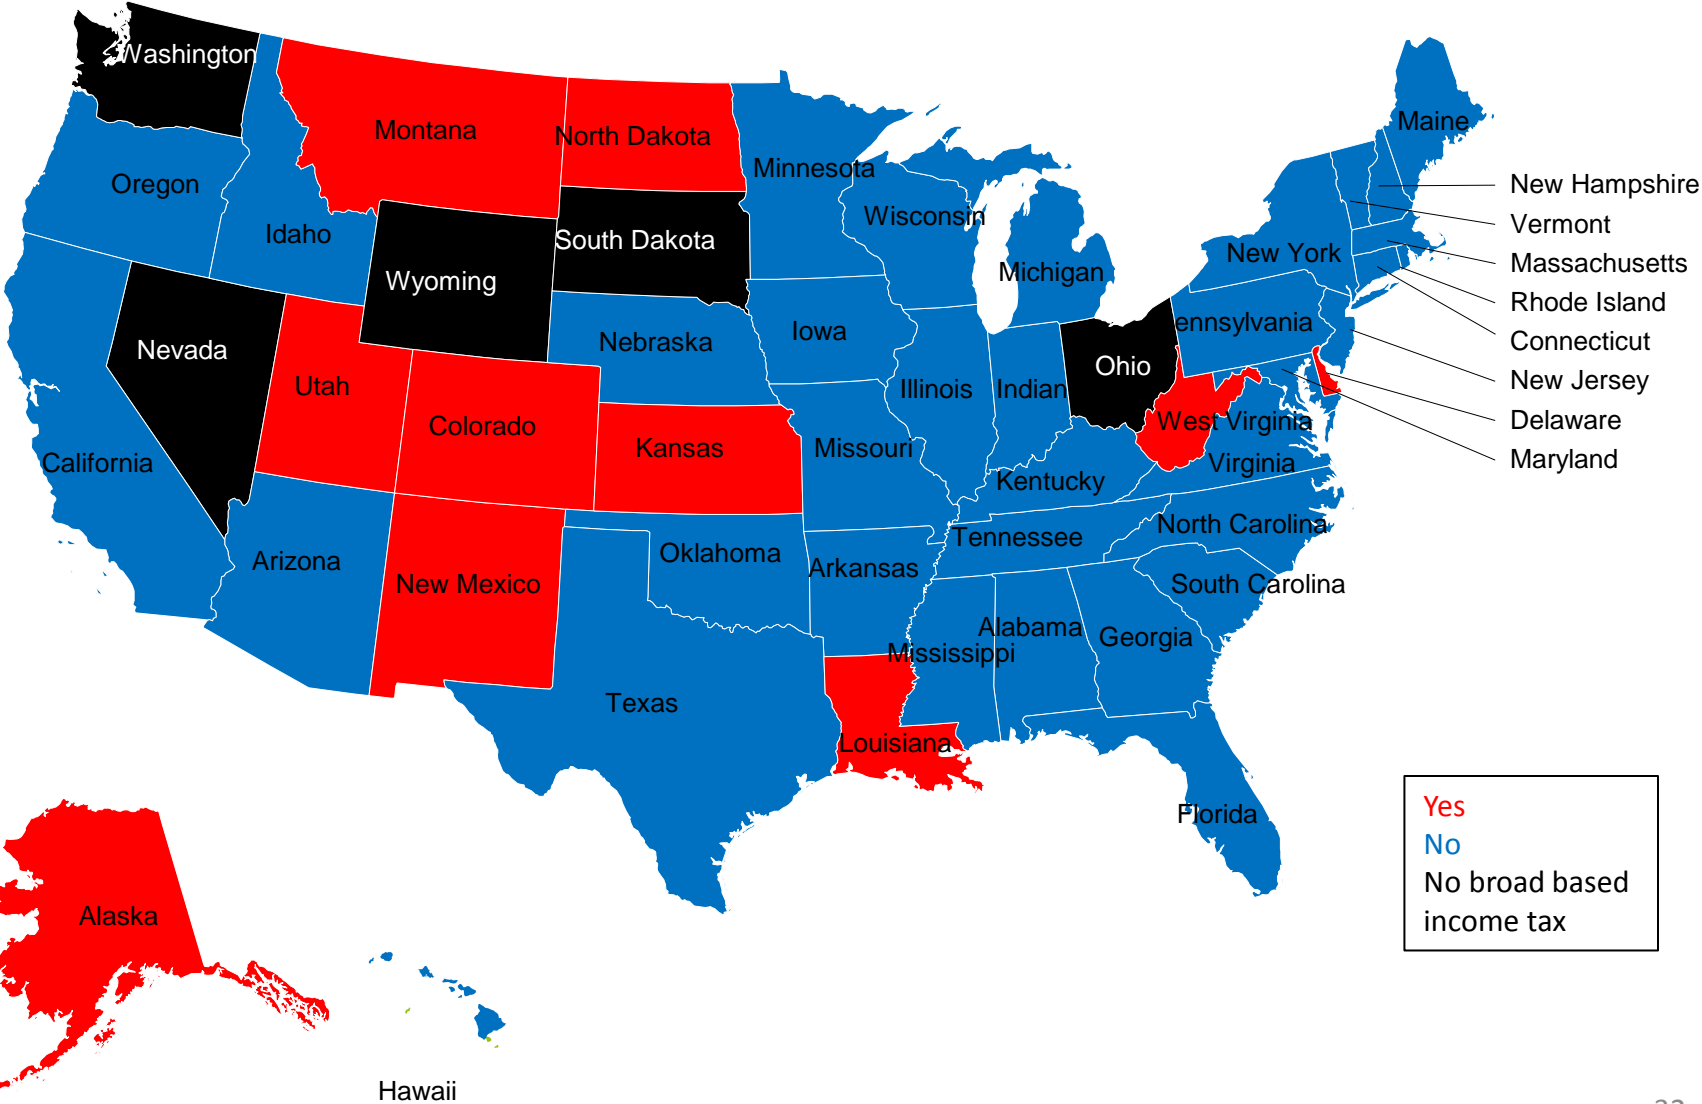 Washington
Montana
North Dakota
Minnesota
Maine
Oregon
Idaho
Wisconsin
New Hampshire
Vermont
South Dakota
Wyoming
Michigan
New York
Massachusetts
Rhode Island
Connecticut
Nevada
Nebraska
Iowa
ennsylvania
New Jersey
Utah
Colorado
Kansas
Illinois
Indian
Ohio
Delaware
Maryland
California
Missouri
West Virginia
Virginia
Kentucky
Arizona
New Mexico
Oklahoma
Arkansas
Tennessee
North Carolina
South Carolina
Mississippi
Alabama
Georgia
Texas
Louisiana
Florida
Alaska
Hawaii
Yes
No
No broad based
income tax